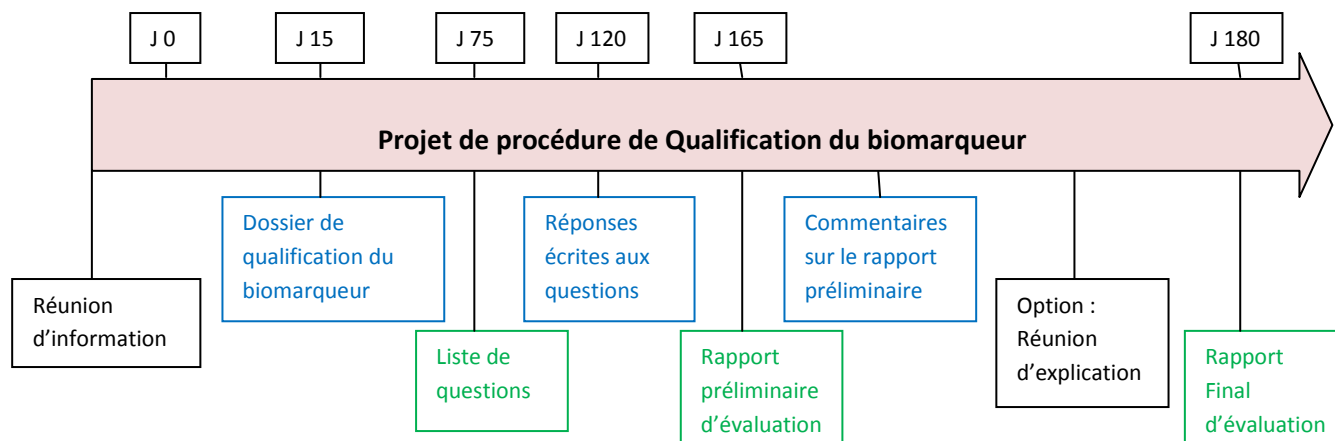 J 0
J 15
J 75
J 120
J 165
J 180
Projet de procédure de Qualification du biomarqueur
Réunion
d’information
Dossier de
qualification du
biomarqueur
Liste de
questions
Réponses
écrites aux
questions
Rapport
préliminaire
d’évaluation
Commentaires
sur le rapport
préliminaire
Option :
Réunion
d’explication
Rapport
Final
d’évaluation